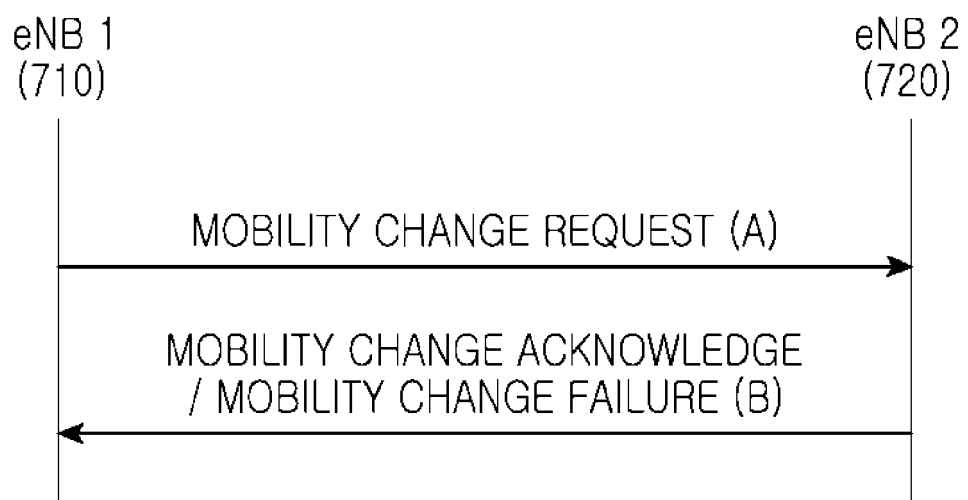 eNB 1
(710)
eNB 2
(720)
MOBILITY CHANGE REQUEST (A)
MOBILITY CHANGE ACKNOWLEDGE
/ MOBILITY CHANGE FAILURE (B)